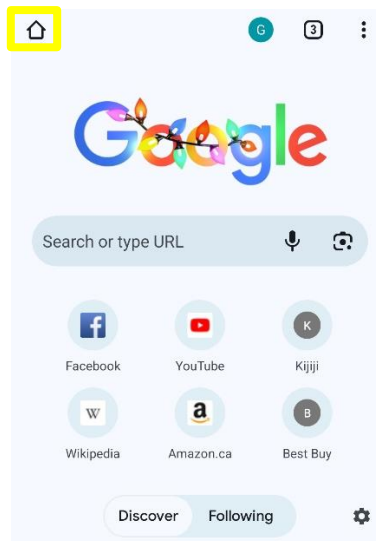 G 3
Google
Search or type URL
f K
Facebook YouTube Kijiji
W a B
Wikipedia Amazon.ca Best Buy
Discover Following